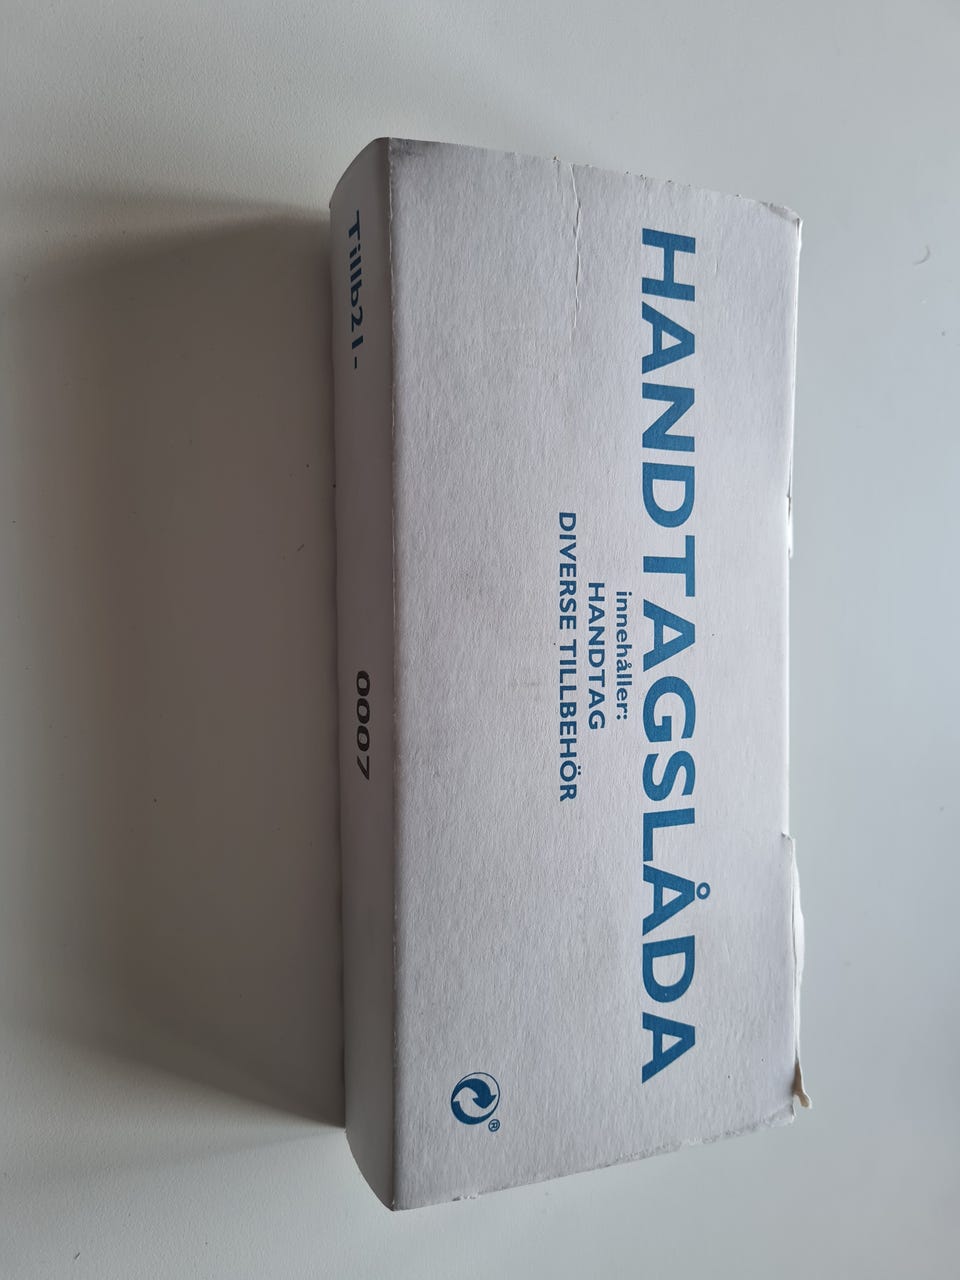 HANDTAGSLÅDA
innehåller:
HANDTAG
DIVERSE TILLBEHÖR
®
Tillb21-
0007